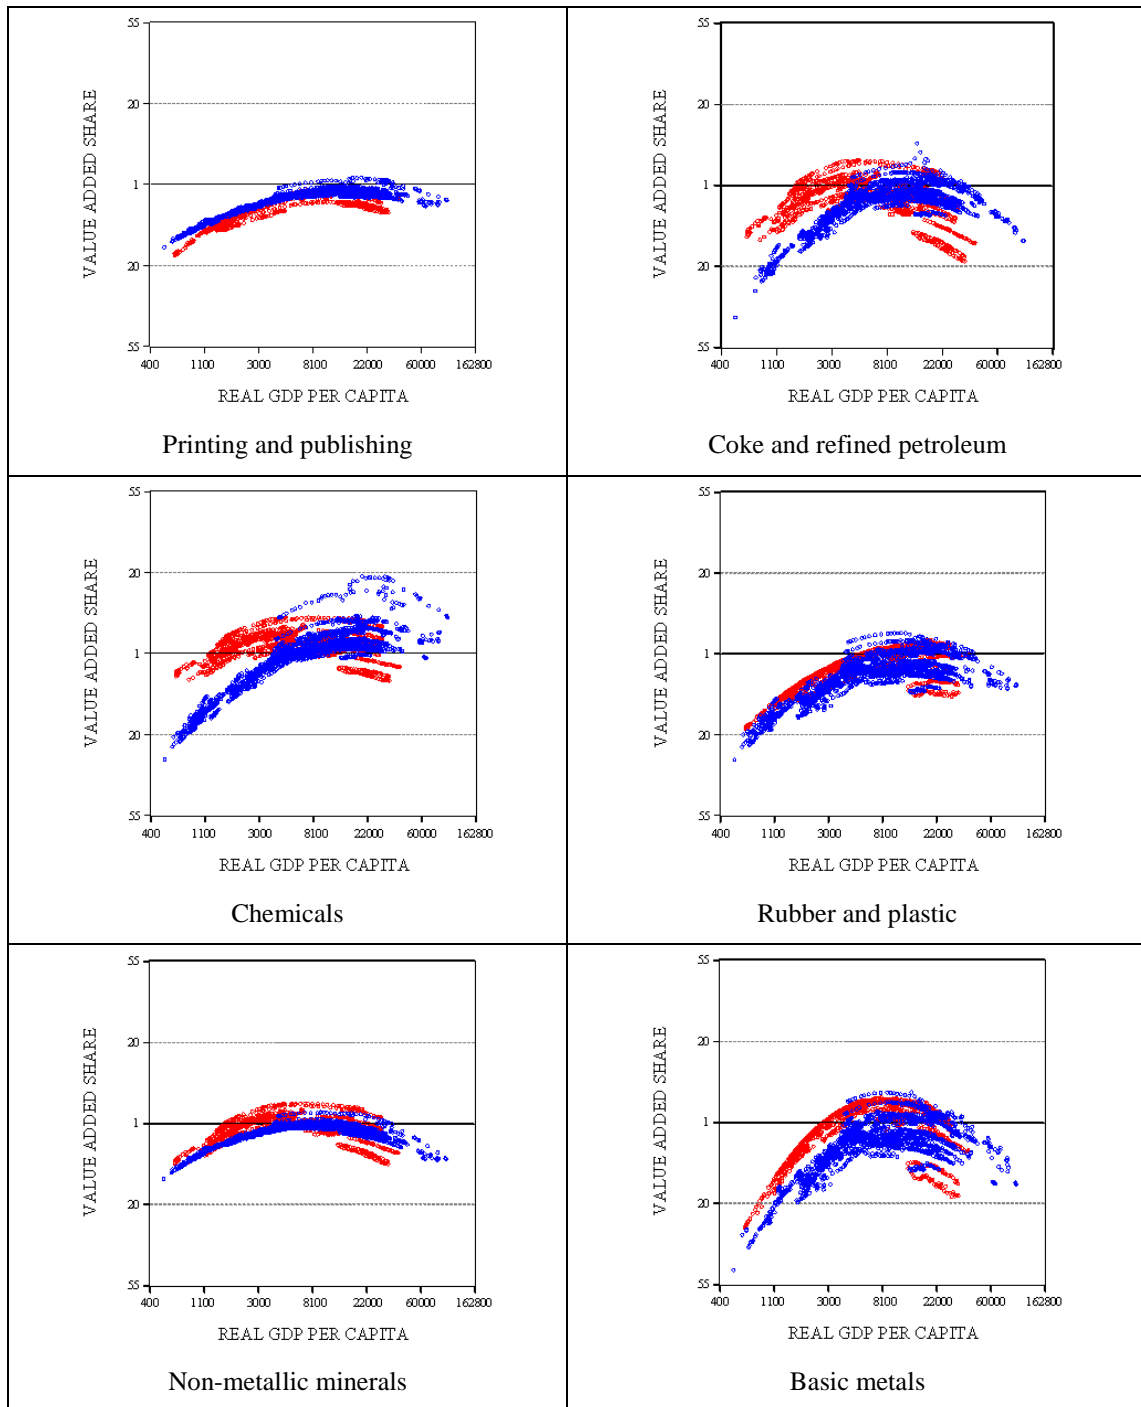 55
20
1
20
55
VALUE ADDED SHARE
400 1100 3000 8100 22000 60000 162800
REAL GDP PER CAPITA
Printing and publishing
55
20
1
20
55
VALUE ADDED SHARE
400 1100 3000 8100 22000 60000 162800
REAL GDP PER CAPITA
Coke and refined petroleum
55
20
1
20
55
VALUE ADDED SHARE
400 1100 3000 8100 22000 60000 162800
REAL GDP PER CAPITA
Chemicals
55
20
1
20
55
VALUE ADDED SHARE
400 1100 3000 8100 22000 60000 162800
REAL GDP PER CAPITA
Rubber and plastic
55
20
1
20
55
VALUE ADDED SHARE
400 1100 3000 8100 22000 60000 162800
REAL GDP PER CAPITA
Non-metallic minerals
55
20
1
20
55
VALUE ADDED SHARE
400 1100 3000 8100 22000 60000 162800
REAL GDP PER CAPITA
Basic metals